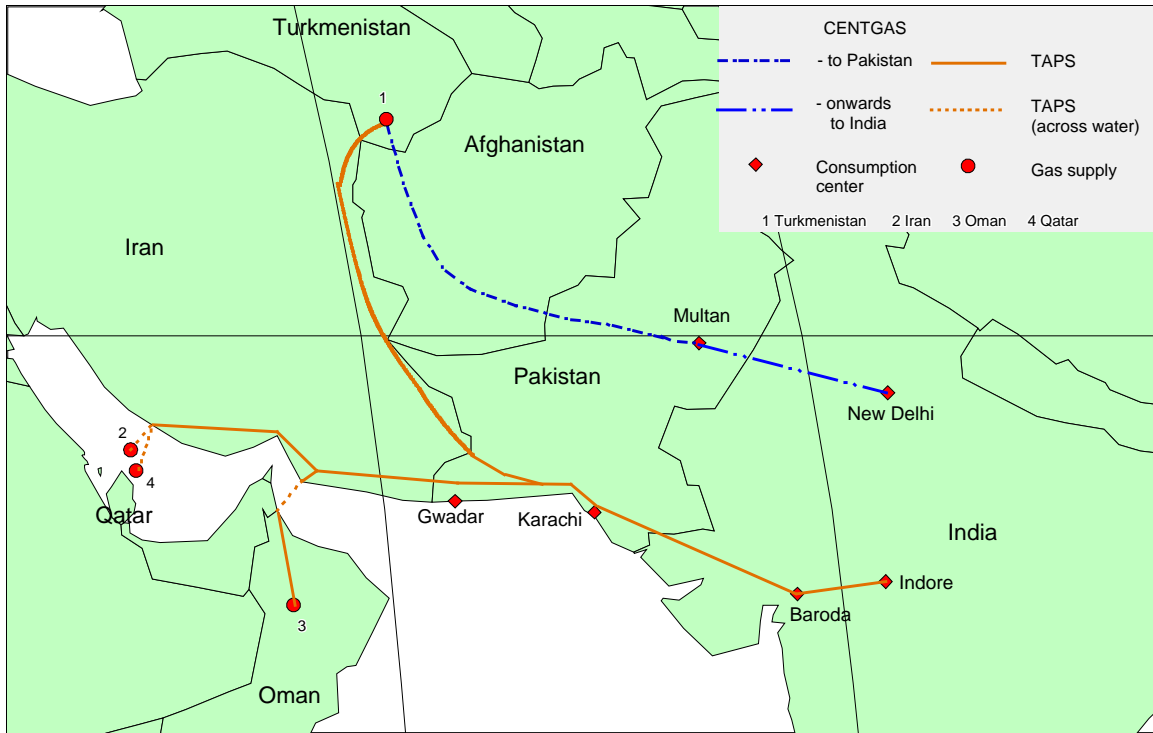 Turkmenistan
1
Afghanistan
Iran
Multan
Pakistan
New Delhi
2
4
Qatar
Gwadar
Karachi
India
Indore
Baroda
3
Oman
CENTGAS
- to Pakistan
TAPS
- onwards
to India
TAPS
(across water)
Consumption
center
Gas supply
1 Turkmenistan 2 Iran 3 Oman 4 Qatar